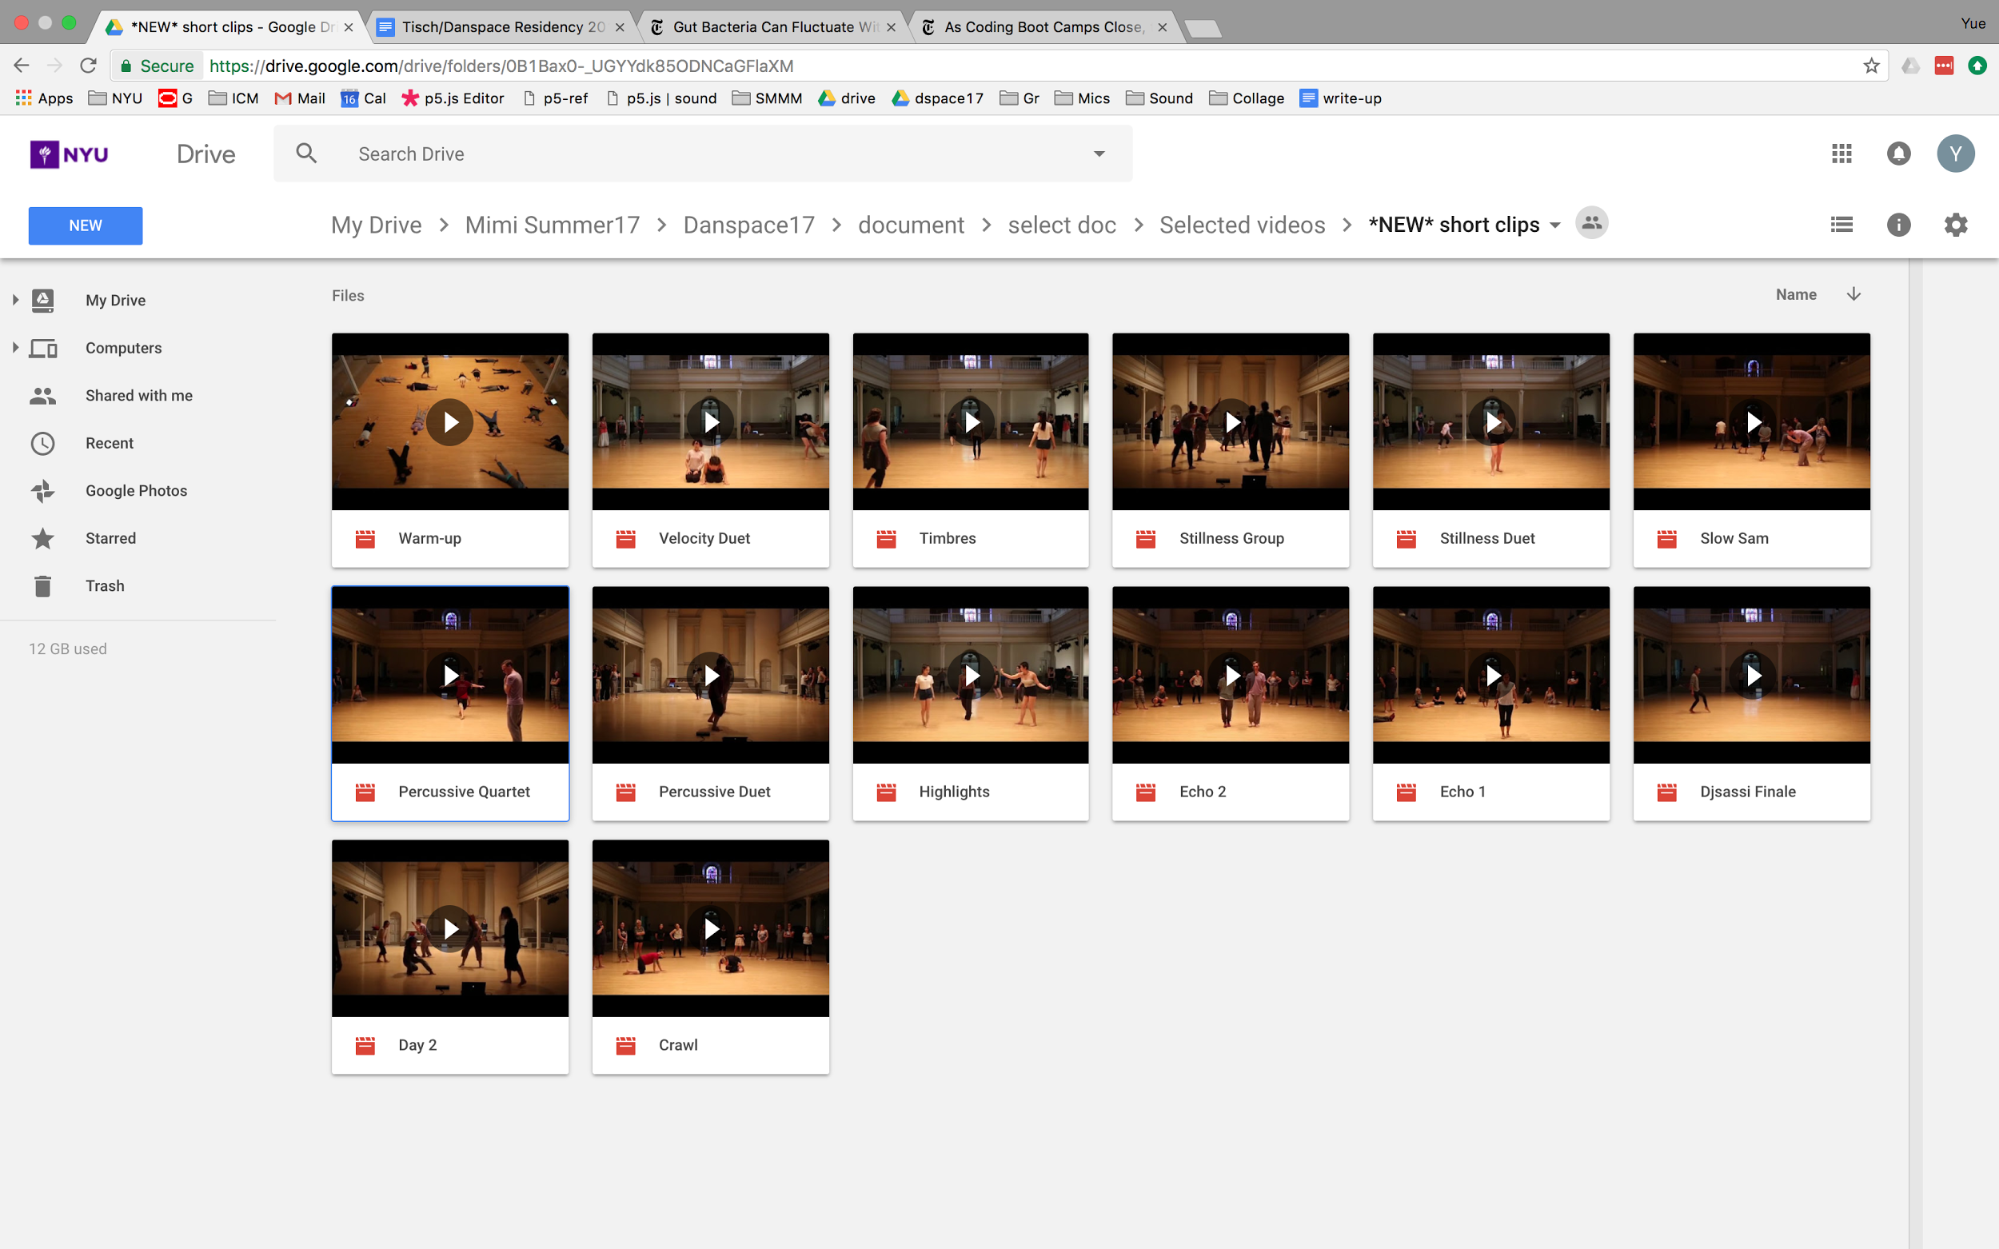 *NEW* short clips - Google Dr
Tisch/Danspace Residency 20
Gut Bacteria Can Fluctuate Wit
As Coding Boot Camps Close,
Yue
Secure https://drive.google.com/drive/folders/0B1Bax0-_UGYYdk85ODNCaGFlaXM
Apps NYU G ICM Mail 16 Cal p5.js Editor p5-ref p5.js | sound SMMM drive dspace17 Gr Mics Sound Collage write-up
NYU Drive Search Drive Y
NEW My Drive > Mimi Summer17 > Danspace17 > document > select doc > Selected videos > *NEW* short clips
My Drive
Computers
Shared with me
Recent
Google Photos
Starred
Trash
12 GB used
Files Name
Warm-up Velocity Duet Timbres Stillness Group Stillness Duet Slow Sam
Percussive Quartet Percussive Duet Highlights Echo 2 Echo 1 Djsassi Finale
Day 2 Crawl